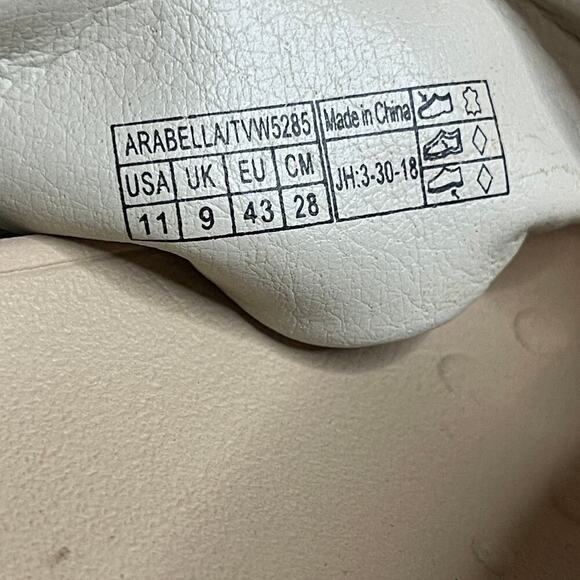 ARABELLA/TVW5285
USA UK EU CM
11 9 43 28
Made in China
JH:3-30-18